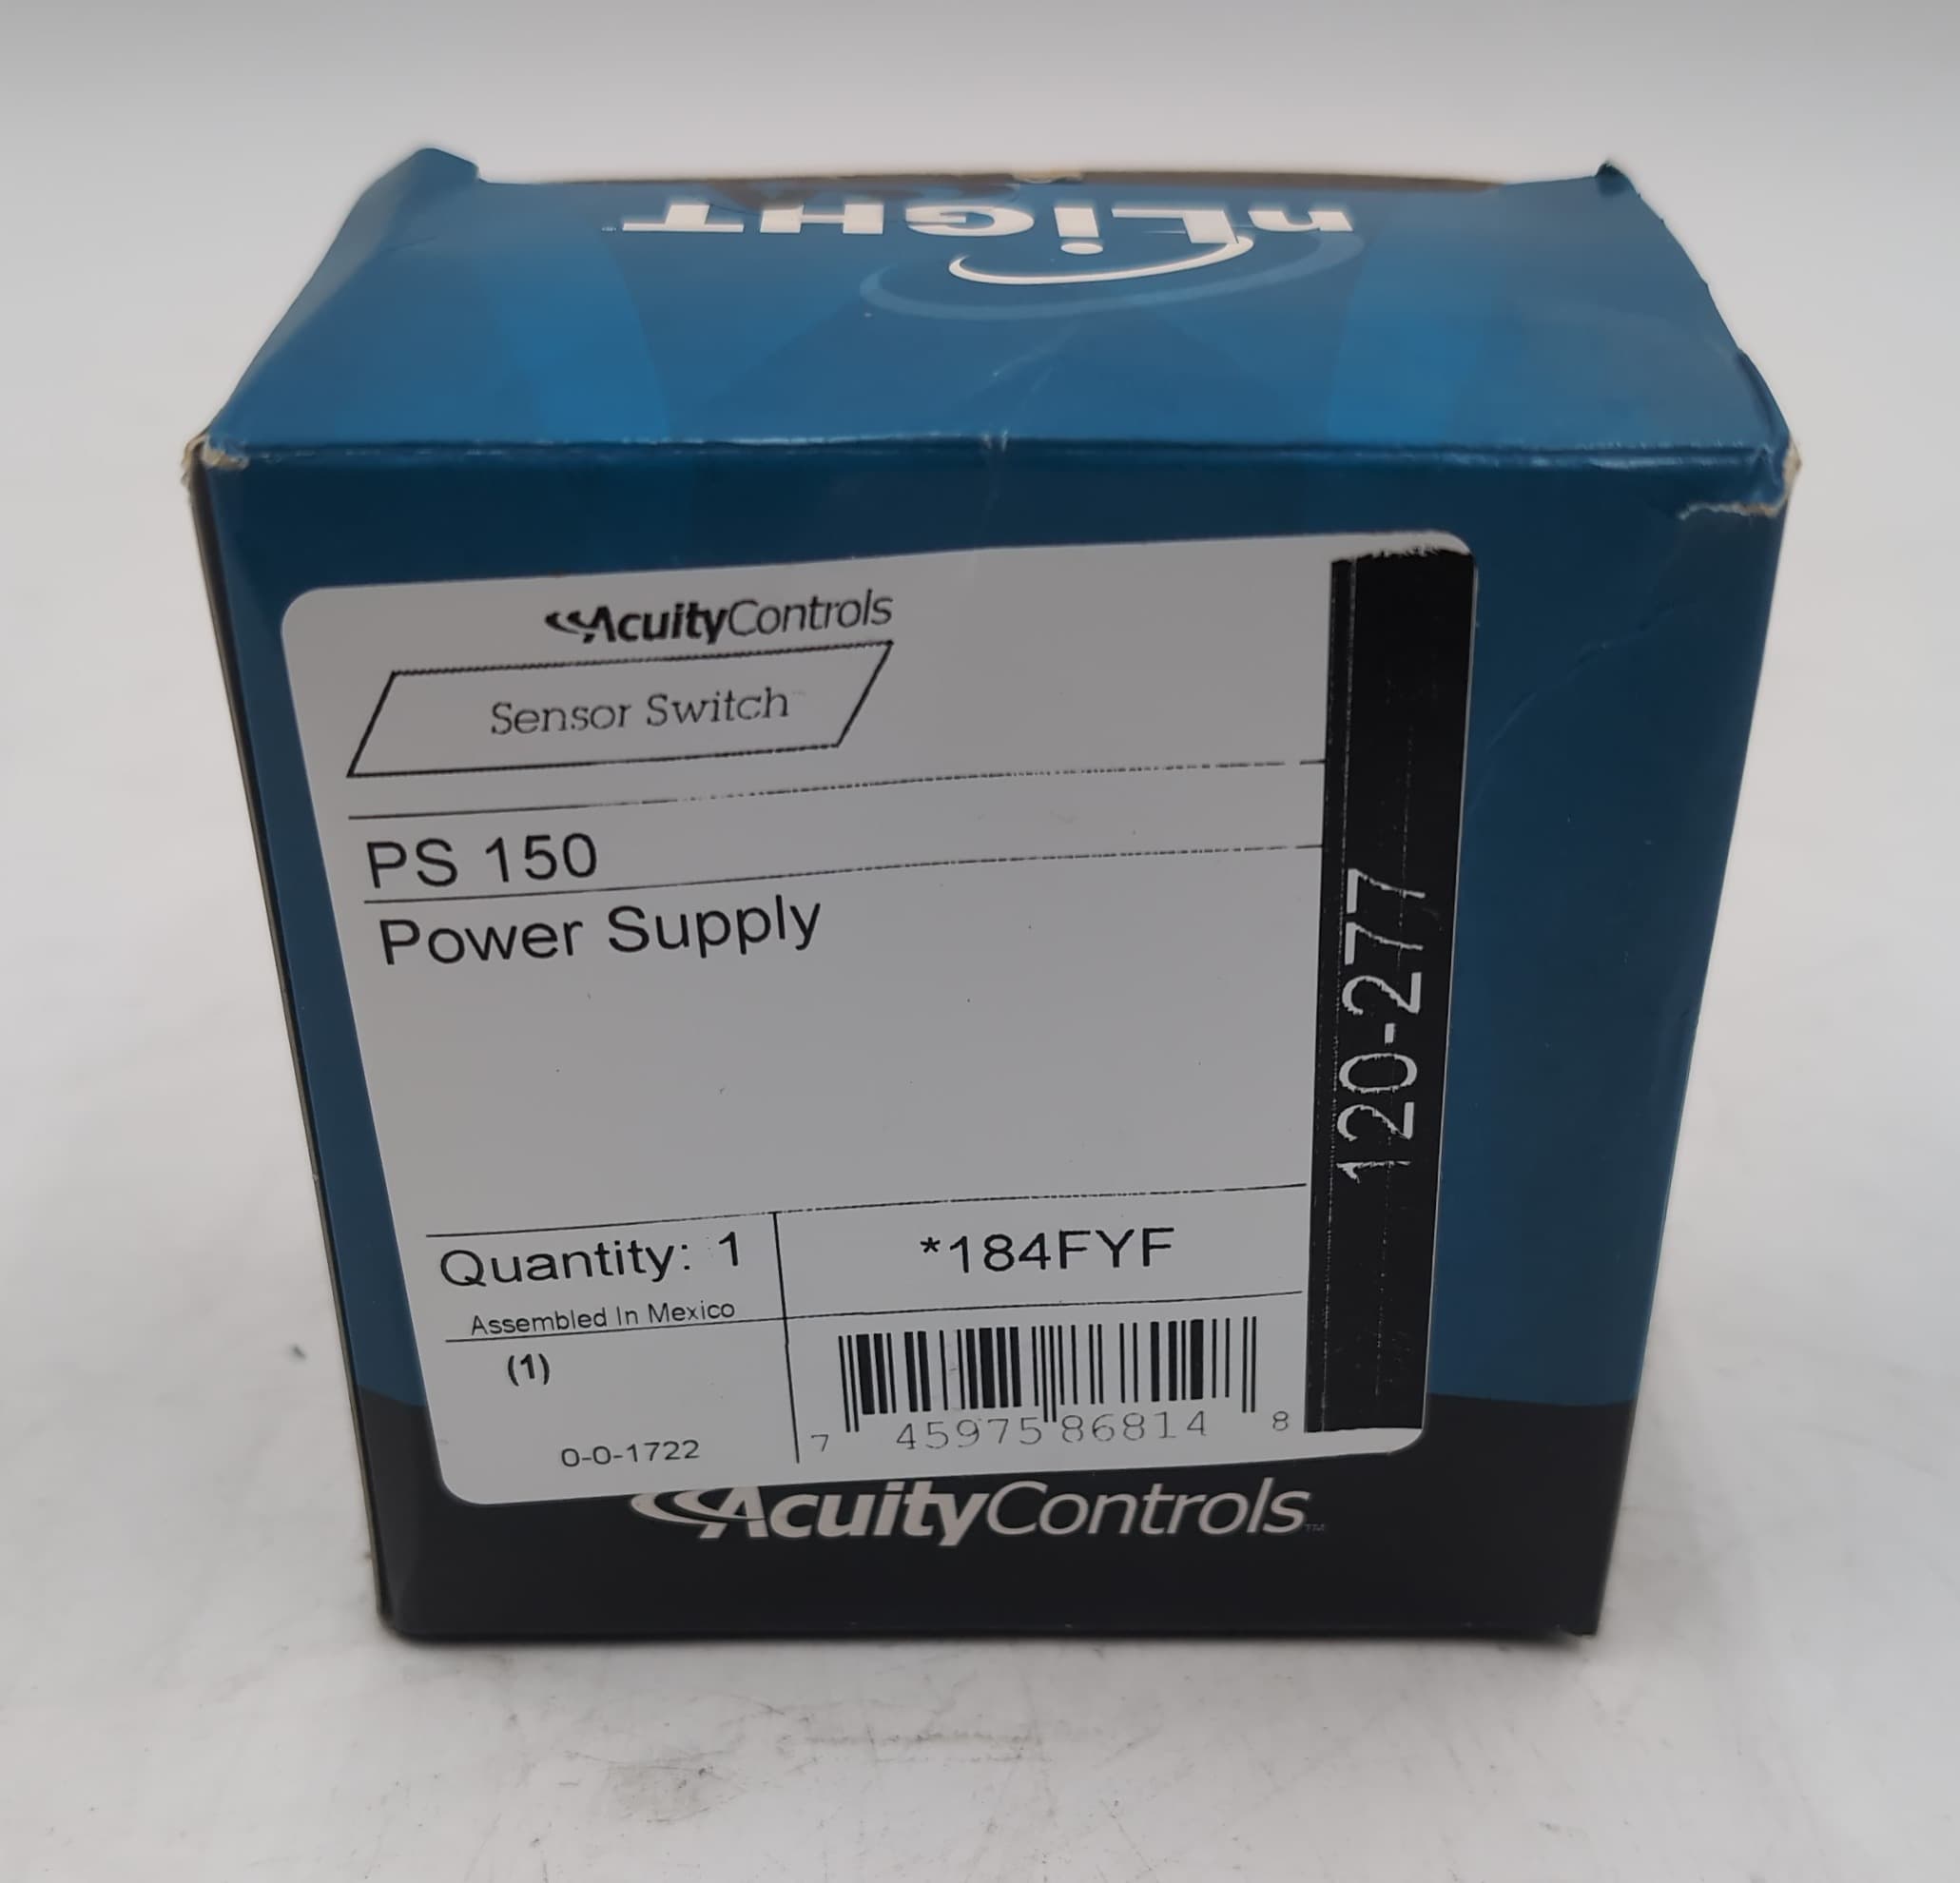 nLiGHT
AcuityControls
Sensor Switch
PS 150
Power Supply
120-277
Quantity: 1
*184FYF
Assembled In Mexico
(1)
0-0-1722
7 45975 86814 8
AcuityControls™